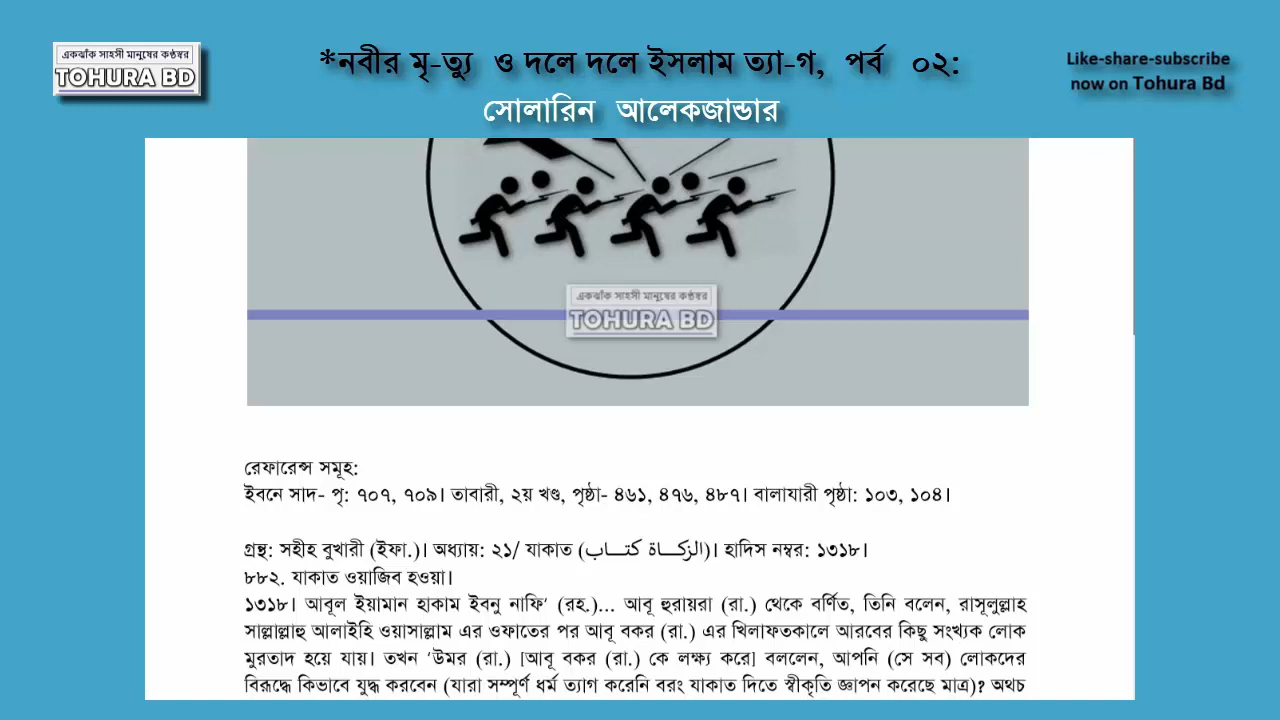 একঝাঁক সাহসী মানুষের কণ্ঠস্বর
TOHURA BD
*নবীর মৃ-ত্যু ও দলে দলে ইসলাম ত্যা-গ, পর্ব ০২:
সোলারিন আলেকজান্ডার
Like-share-subscribe
now on Tohura Bd
একঝাঁক সাহসী মানুষের কণ্ঠস্বর
TOHURA BD
রেফারেন্স সমূহ:
ইবনে সাদ- পৃ: ৭০৭, ৭০৯। তাবারী, ২য় খণ্ড, পৃষ্ঠা- ৪৬১, ৪৭৬, ৪৮৭। বালাযারী পৃষ্ঠা: ১০৩, ১০৪।
গ্রন্থ: সহীহ বুখারী (ইফা.)। অধ্যায়: ২১/ যাকাত (الزكاة كتاب)। হাদিস নম্বর: ১৩১৮।
৮৮২. যাকাত ওয়াজিব হওয়া।
১৩১৮। আবূল ইয়ামান হাকাম ইবনু নাফি’ (রহ.)... আবূ হুরায়রা (রা.) থেকে বর্ণিত, তিনি বলেন, রাসূলুল্লাহ
সাল্লাল্লাহু আলাইহি ওয়াসাল্লাম এর ওফাতের পর আবূ বকর (রা.) এর খিলাফতকালে আরবের কিছু সংখ্যক লোক
মুরতাদ হয়ে যায়। তখন ’উমর (রা.) [আবূ বকর (রা.) কে লক্ষ্য করে] বললেন, আপনি (সে সব) লোকদের
বিরূদ্ধে কিভাবে যুদ্ধ করবেন (যারা সম্পূর্ণ ধর্ম ত্যাগ করেনি বরং যাকাত দিতে স্বীকৃতি জ্ঞাপন করেছে মাত্র)? অথচ